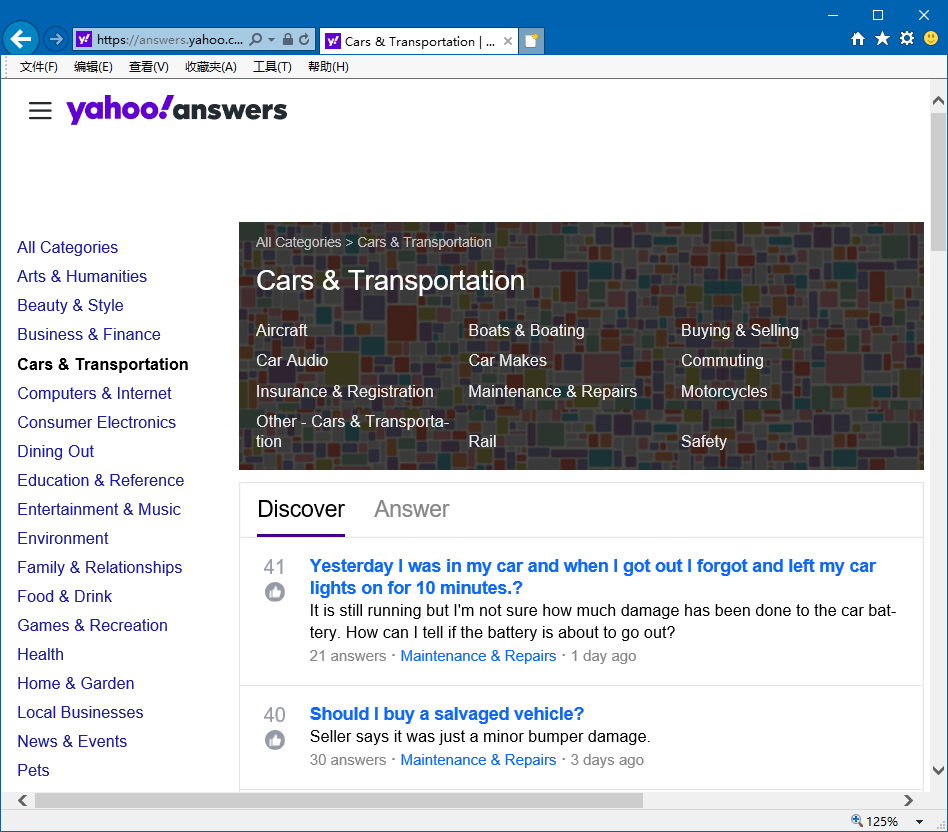 https://answers.yahoo.c...
Cars & Transportation | ...
文件(F) 编辑(E) 查看(V) 收藏夹(A) 工具(T) 帮助(H)
yahoo!answers
All Categories
Arts & Humanities
Beauty & Style
Business & Finance
Cars & Transportation
Computers & Internet
Consumer Electronics
Dining Out
Education & Reference
Entertainment & Music
Environment
Family & Relationships
Food & Drink
Games & Recreation
Health
Home & Garden
Local Businesses
News & Events
Pets
All Categories > Cars & Transportation
Cars & Transportation
Aircraft Boats & Boating Buying & Selling
Car Audio Car Makes Commuting
Insurance & Registration Maintenance & Repairs Motorcycles
Other - Cars & Transporta-
tion Rail Safety
Discover Answer
41 Yesterday I was in my car and when I got out I forgot and left my car
lights on for 10 minutes.?
It is still running but I'm not sure how much damage has been done to the car bat-
tery. How can I tell if the battery is about to go out?
21 answers · Maintenance & Repairs · 1 day ago
40 Should I buy a salvaged vehicle?
Seller says it was just a minor bumper damage.
30 answers · Maintenance & Repairs · 3 days ago
125%